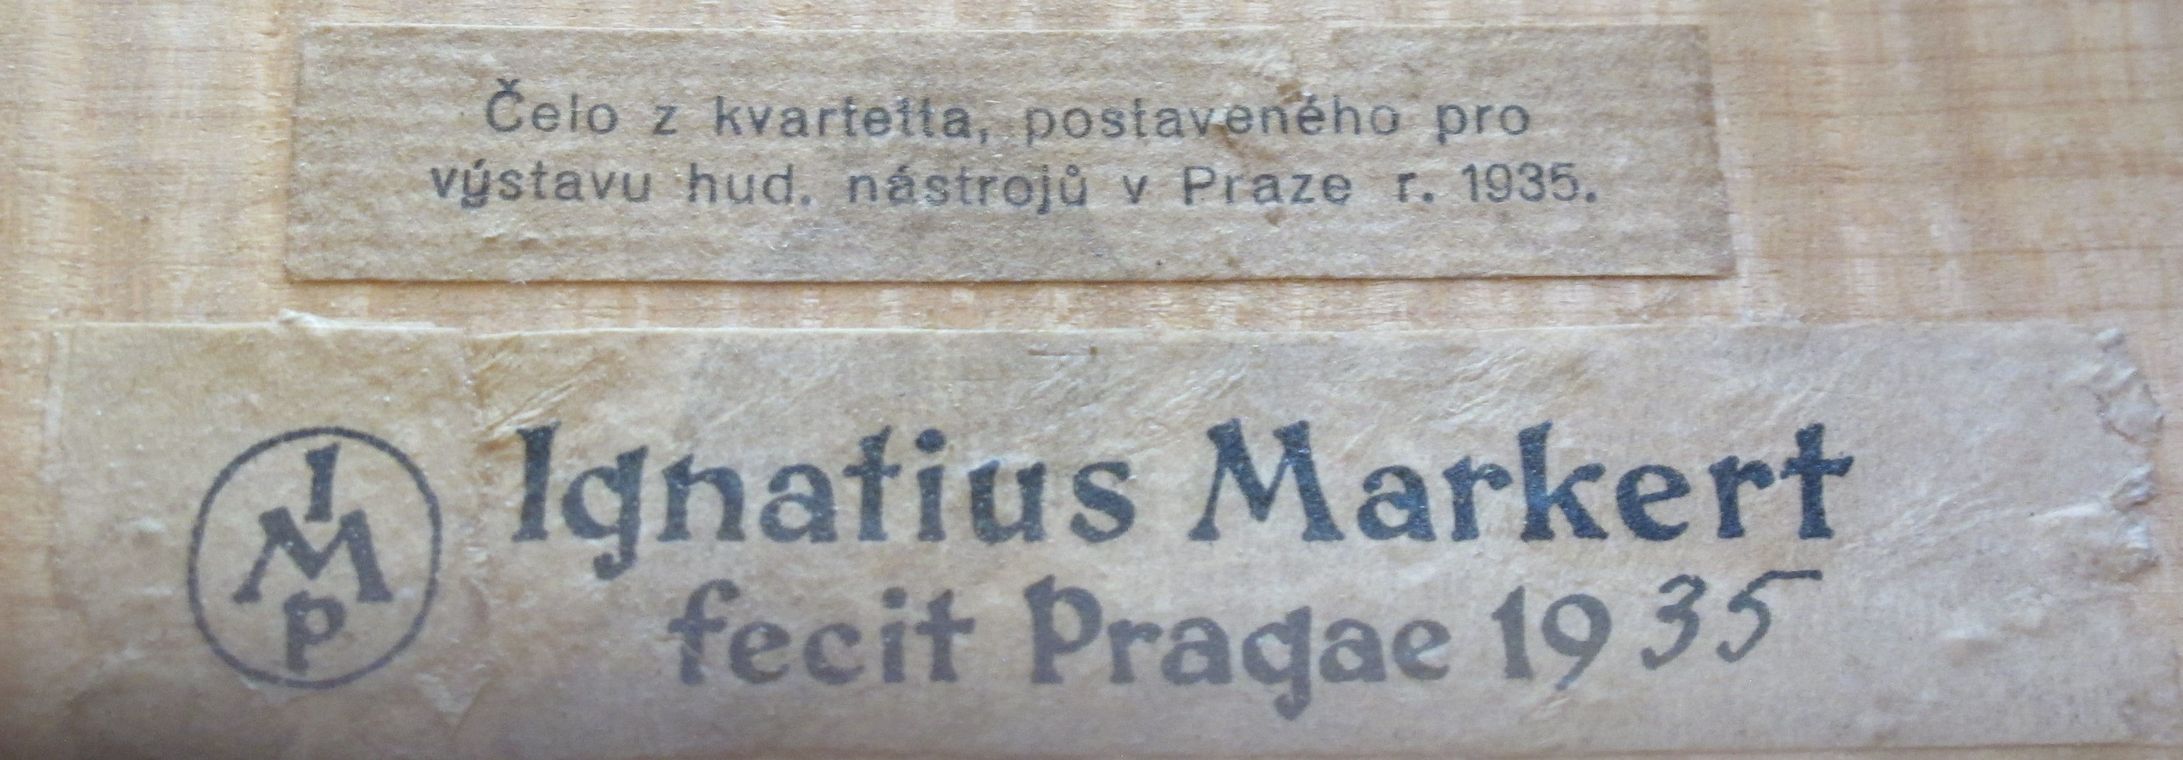 Čelo z kvartetta, postaveného pro
výstavu hud. nástrojů v Praze r. 1935.
I
M
P
Ignatius Markert
fecit Pragae 1935